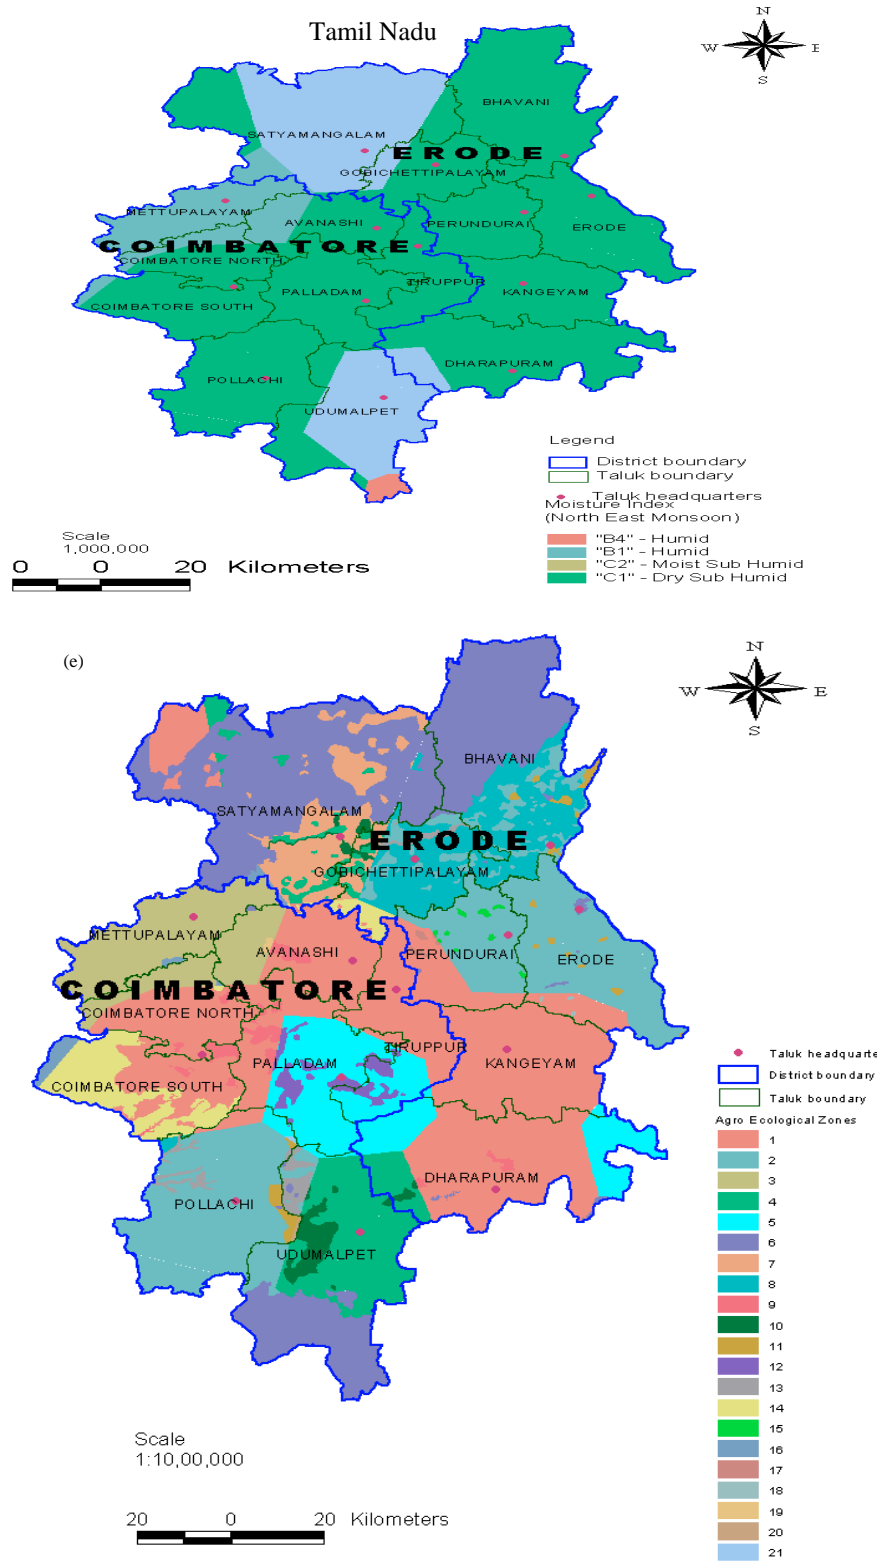 Tamil Nadu
N
W
E
S
BHAVANI
SATYAMANGALAM
ERODE
GOBICHETTIPALAYAM
METTUPALAYAM
AVANASHI
PERUNDURAI
ERODE
COIMBATORE
COIMBATORE NORTH
TIRUPPUR
PALLADAM
KANGEYAM
COIMBATORE SOUTH
DHARAPURAM
POLLACHI
UDUMALPET
Legend
District boundary
Taluk boundary
Taluk headquarters
Moisture Index
(North East Monsoon)
"B4" - Humid
"B1" - Humid
"C2" - Moist Sub Humid
"C1" - Dry Sub Humid
Scale
1,000,000
0 0 20 Kilometers
(e)
N
W
E
S
BHAVANI
SATYAMANGALAM
ERODE
GOBICHETTIPALAYAM
METTUPALAYAM
AVANASHI
PERUNDURAI
ERODE
COIMBATORE
COIMBATORE NORTH
TIRUPPUR
PALLADAM
KANGEYAM
COIMBATORE SOUTH
DHARAPURAM
POLLACHI
UDUMALPET
Taluk headquarte
District boundary
Taluk boundary
Agro Ecological Zones
1
2
3
4
5
6
7
8
9
10
11
12
13
14
15
16
17
18
19
20
21
Scale
1:10,00,000
20 0 20 Kilometers